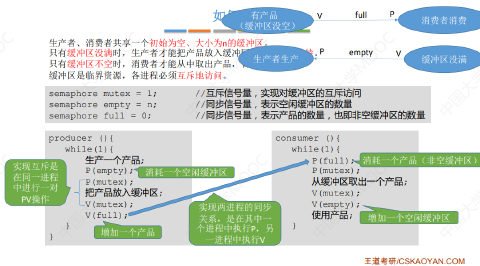 如
有产品
(缓冲区没空)
V
full
P
消费者消费
生产者、消费者共享一个初始为空、大小为n的缓冲区。
只有缓冲区没满时，生产者才能把产品放入缓冲
生产者生产
P
empty
V
缓冲区没满
只有缓冲区不空时，消费者才能从中取出产品，
缓冲区是临界资源，各进程必须互斥地访问。
semaphore mutex = 1; //互斥信号量，实现对缓冲区的互斥访问
semaphore empty = n; //同步信号量，表示空闲缓冲区的数量
semaphore full = 0; //同步信号量，表示产品的数量，也即非空缓冲区的数量
producer (){
while(1){
生产一个产品;
P(empty);
消耗一个空闲缓冲区
P(mutex);
把产品放入缓冲区;
V(mutex);
V(full);
增加一个产品
}
}
实现互斥是
在同一进程
中进行一对
PV操作
实现两进程的同步
关系，是在其中一
个进程中执行P，另
一进程中执行V
consumer (){
while(1){
P(full);
消耗一个产品（非空缓冲区）
P(mutex);
从缓冲区取出一个产品;
V(mutex);
V(empty);
增加一个空闲缓冲区
使用产品;
}
}
王道考研/CSKAOYAN.COM